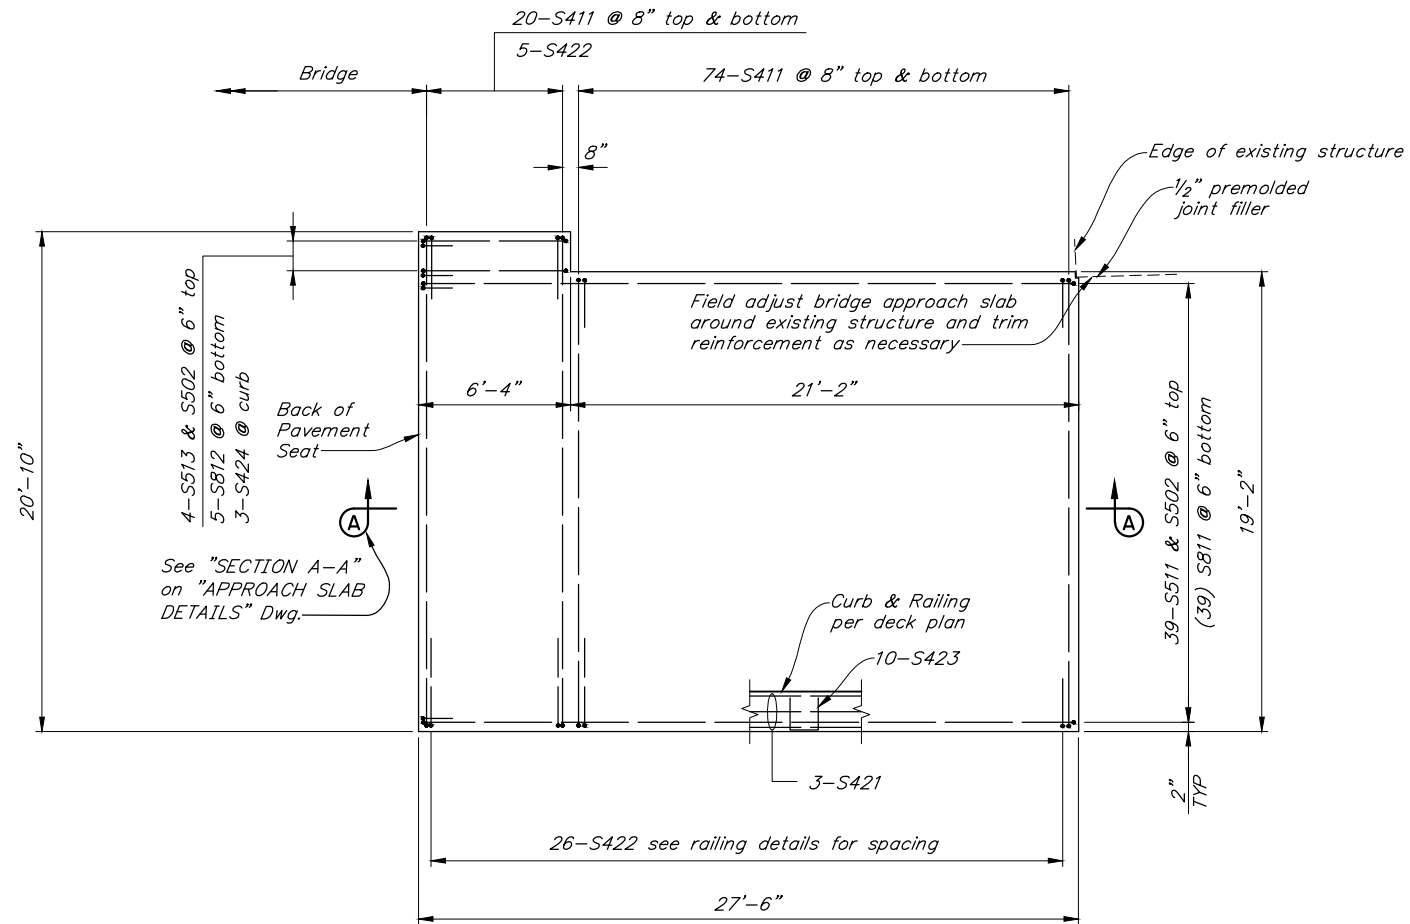 20-S411 @ 8" top & bottom
5-S422
Bridge
74-S411 @ 8" top & bottom
8"
Edge of existing structure
1/2" premolded
joint filler
Field adjust bridge approach slab
around existing structure and trim
reinforcement as necessary
6'-4"
21'-2"
Back of
Pavement
Seat
20'-10"
4-S513 & S502 @ 6" top
5-S812 @ 6" bottom
3-S424 @ curb
A
A
See "SECTION A-A"
on "APPROACH SLAB
DETAILS" Dwg.
39-S511 & S502 @ 6" top
(39) S811 @ 6" bottom
19'-2"
Curb & Railing
per deck plan
10-S423
3-S421
2"
TYP
26-S422 see railing details for spacing
27'-6"